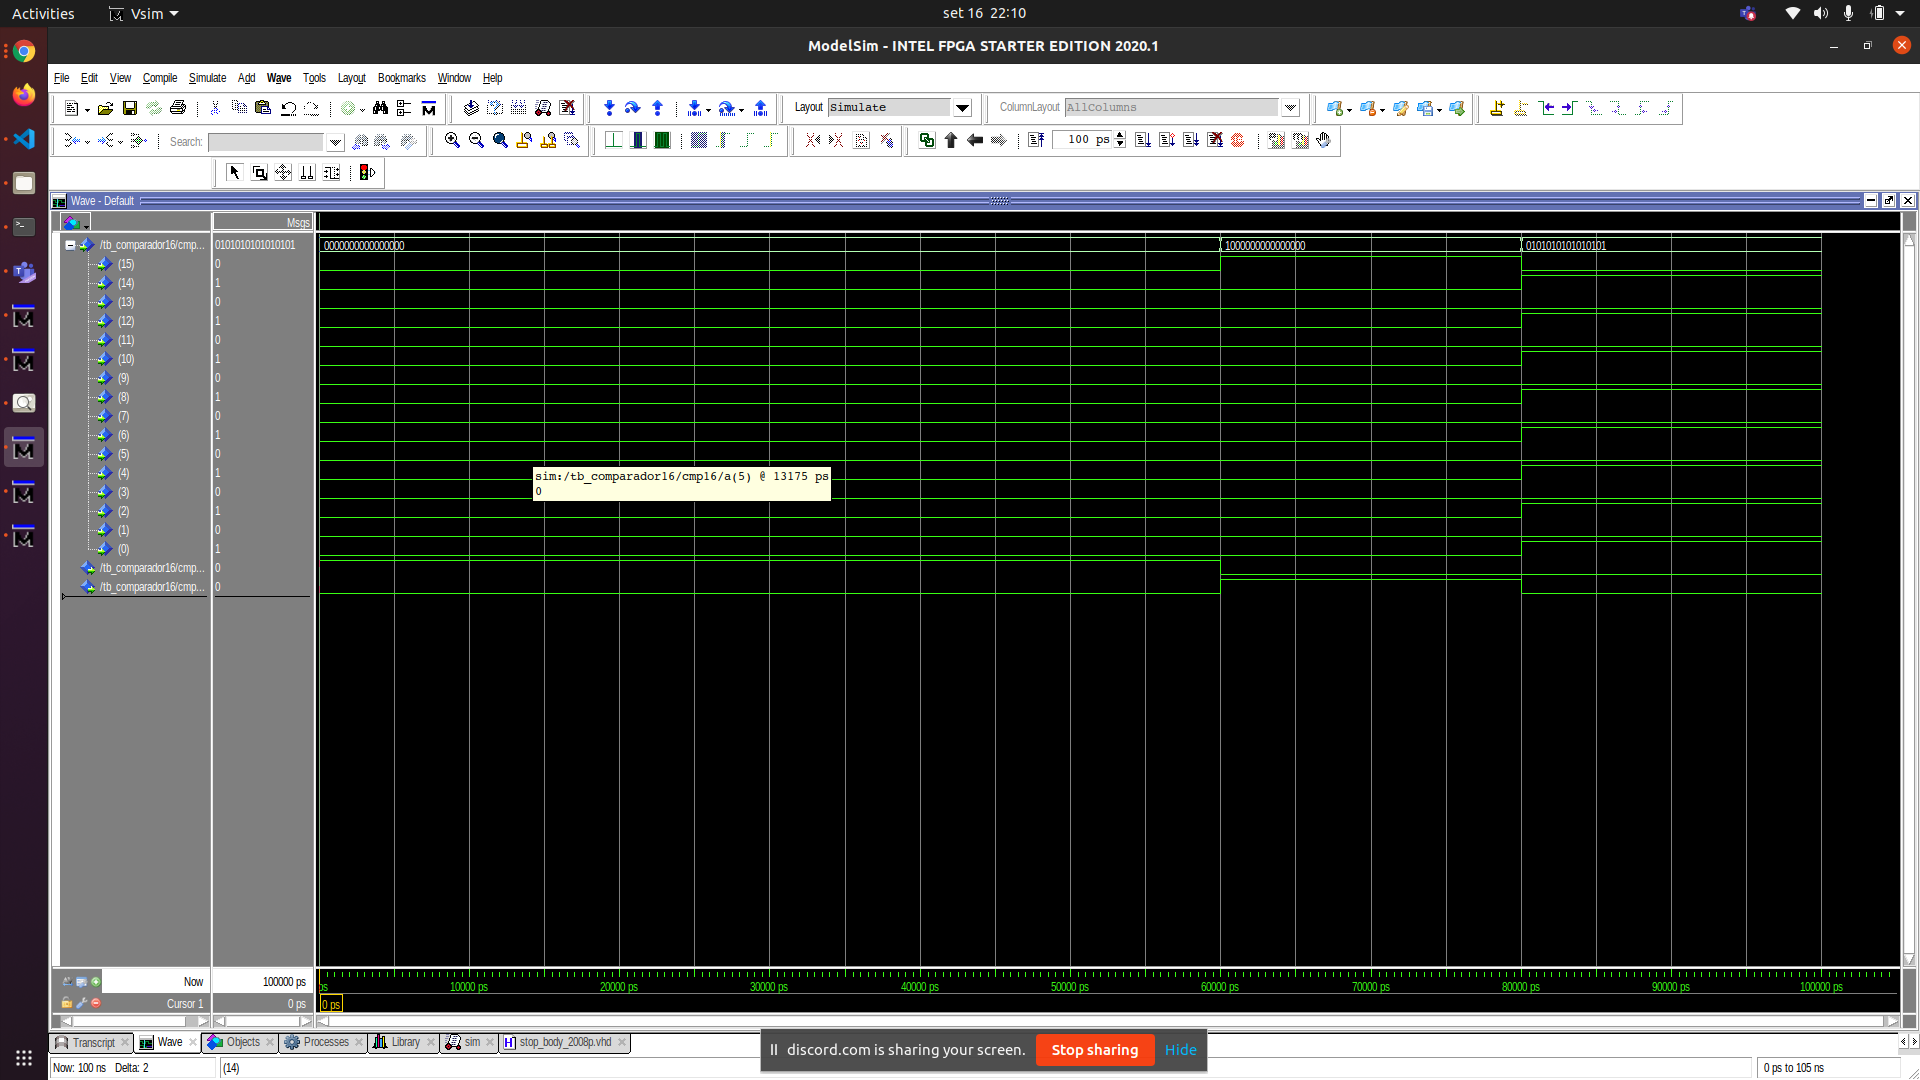 Activities Vsim set 16 22:10
ModelSim - INTEL FPGA STARTER EDITION 2020.1
File Edit View Compile Simulate Add Wave Tools Layout Bookmarks Window Help
Layout Simulate ColumnLayout AllColumns
Search: 100 ps
Wave - Default
Msgs
/tb_comparador16/cmp... 0101010101010101 0000000000000000 1000000000000000 0101010101010101
(15) 0
(14) 1
(13) 0
(12) 1
(11) 0
(10) 1
(9) 0
(8) 1
(7) 0
(6) 1
(5) 0
(4) 1
sim:/tb_comparador16/cmp16/a(5) @ 13175 ps
0
(3) 0
(2) 1
(1) 0
(0) 1
/tb_comparador16/cmp... 0
/tb_comparador16/cmp... 0
Now 100000 ps ps 10000 ps 20000 ps 30000 ps 40000 ps 50000 ps 60000 ps 70000 ps 80000 ps 90000 ps 100000 ps
Cursor 1 0 ps 0 ps
Transcript Wave Objects Processes Library sim stop_body_2008p.vhd
discord.com is sharing your screen. Stop sharing Hide
Now: 100 ns Delta: 2 (14) 0 ps to 105 ns